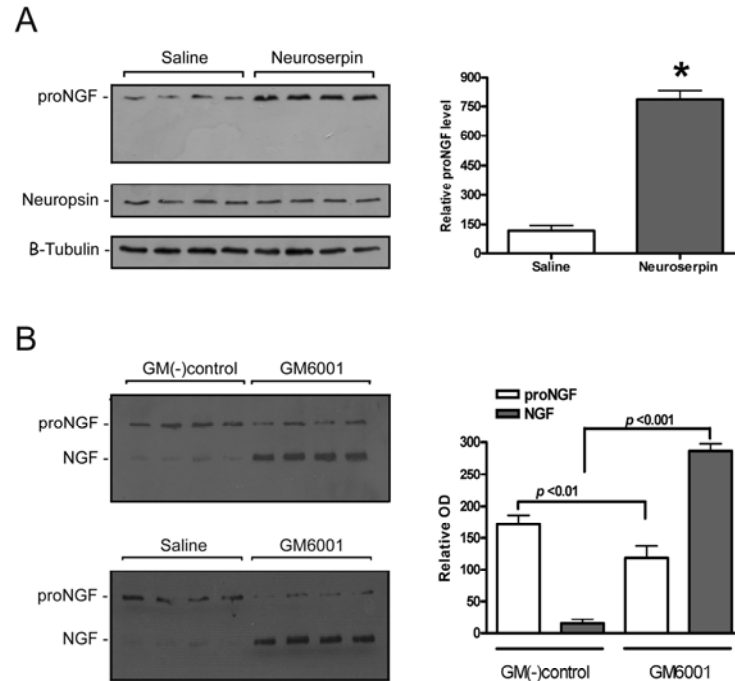 A
Saline Neuroserpin
proNGF -
Neuropsin -
B-Tubulin -
Relative proNGF level
900
750
600
450
300
150
0
*
Saline Neuroserpin
B
GM(-)control GM6001
proNGF -
NGF -
Saline GM6001
proNGF -
NGF -
proNGF
NGF
Relative OD
300
250
200
150
100
50
0
p <0.001
p <0.01
GM(-)control GM6001